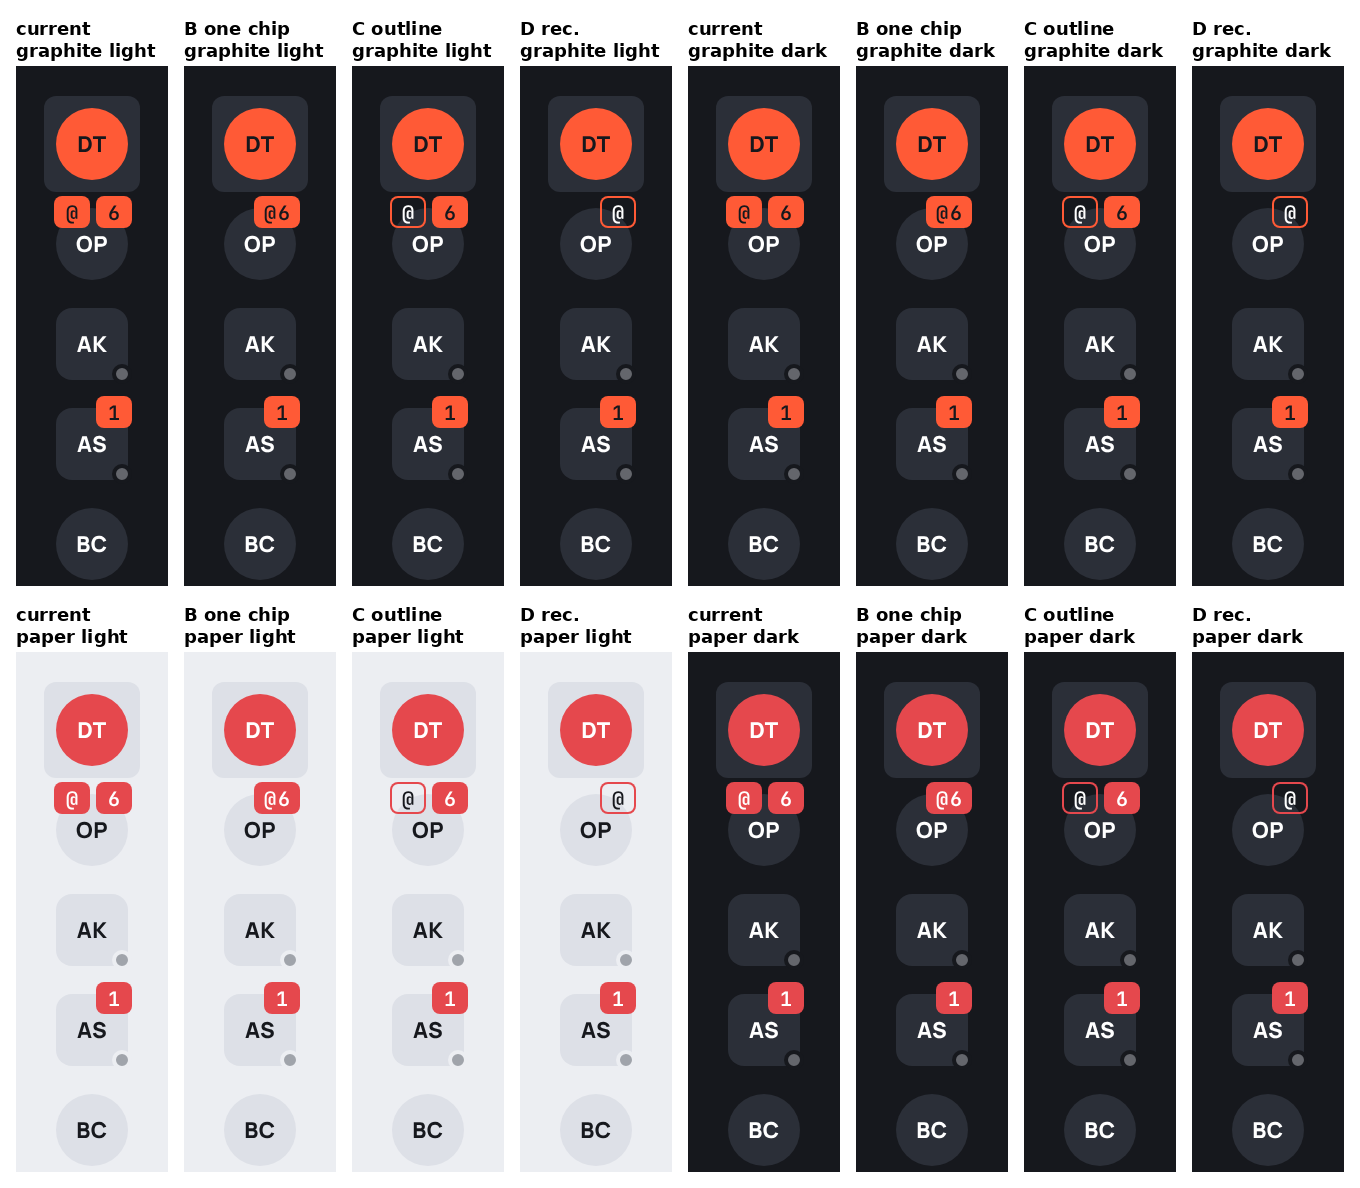 current
graphite light
B one chip
graphite light
C outline
graphite light
D rec.
graphite light
current
graphite dark
B one chip
graphite dark
C outline
graphite dark
D rec.
graphite dark
DT DT DT DT DT DT DT DT
@ 6 @6 @ 6 @ @ 6 @6 @ 6 @
OP OP OP OP OP OP OP OP
AK AK AK AK AK AK AK AK
1 1 1 1 1 1 1 1
AS AS AS AS AS AS AS AS
BC BC BC BC BC BC BC BC
current
paper light
B one chip
paper light
C outline
paper light
D rec.
paper light
current
paper dark
B one chip
paper dark
C outline
paper dark
D rec.
paper dark
DT DT DT DT DT DT DT DT
@ 6 @6 @ 6 @ @ 6 @6 @ 6 @
OP OP OP OP OP OP OP OP
AK AK AK AK AK AK AK AK
1 1 1 1 1 1 1 1
AS AS AS AS AS AS AS AS
BC BC BC BC BC BC BC BC